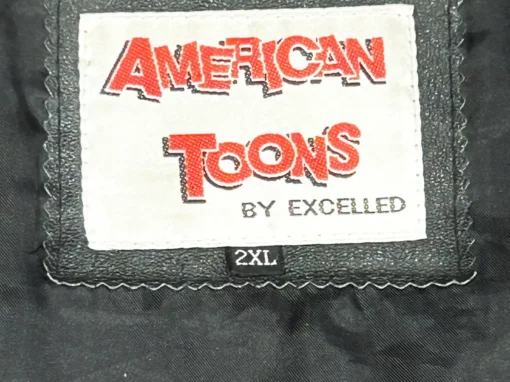 AMERICAN
TOONS
BY EXCELLED
2XL